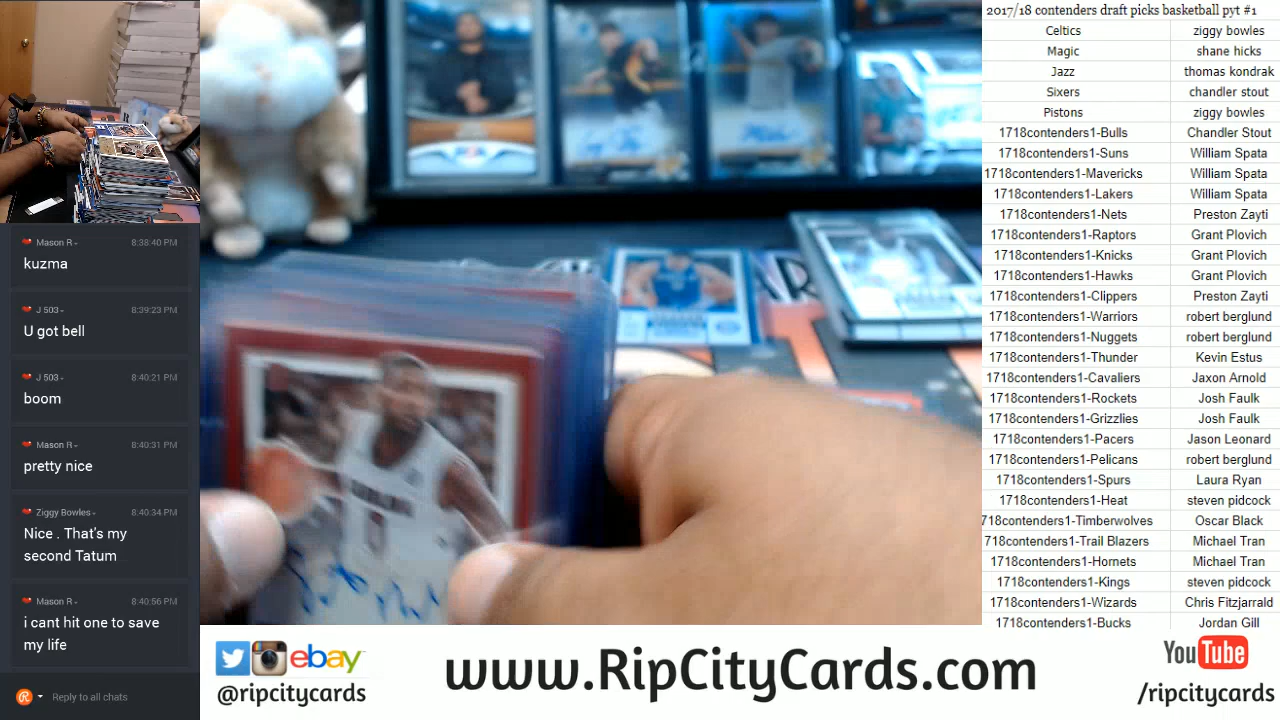 Mason R- 8:38:40 PM
kuzma
J 503- 8:39:23 PM
U got bell
J 503- 8:40:21 PM
boom
Mason R- 8:40:31 PM
pretty nice
Ziggy Bowles- 8:40:34 PM
Nice . That's my
second Tatum
Mason R- 8:40:56 PM
i cant hit one to save
my life
Reply to all chats
2017/18 contenders draft picks basketball pyt #1
Celtics ziggy bowles
Magic shane hicks
Jazz thomas kondrak
Sixers chandler stout
Pistons ziggy bowles
1718contenders1-Bulls Chandler Stout
1718contenders1-Suns William Spata
1718contenders1-Mavericks William Spata
1718contenders1-Lakers William Spata
1718contenders1-Nets Preston Zayti
1718contenders1-Raptors Grant Plovich
1718contenders1-Knicks Grant Plovich
1718contenders1-Hawks Grant Plovich
1718contenders1-Clippers Preston Zayti
1718contenders1-Warriors robert berglund
1718contenders1-Nuggets robert berglund
1718contenders1-Thunder Kevin Estus
1718contenders1-Cavaliers Jaxon Arnold
1718contenders1-Rockets Josh Faulk
1718contenders1-Grizzlies Josh Faulk
1718contenders1-Pacers Jason Leonard
1718contenders1-Pelicans robert berglund
1718contenders1-Spurs Laura Ryan
1718contenders1-Heat steven pidcock
718contenders1-Timberwolves Oscar Black
718contenders1-Trail Blazers Michael Tran
1718contenders1-Hornets Michael Tran
1718contenders1-Kings steven pidcock
1718contenders1-Wizards Chris Fitzjarrald
1718contenders1-Bucks Jordan Gill
ebay
@ripcitycards
www.RipCityCards.com
YouTube
/ripcitycards